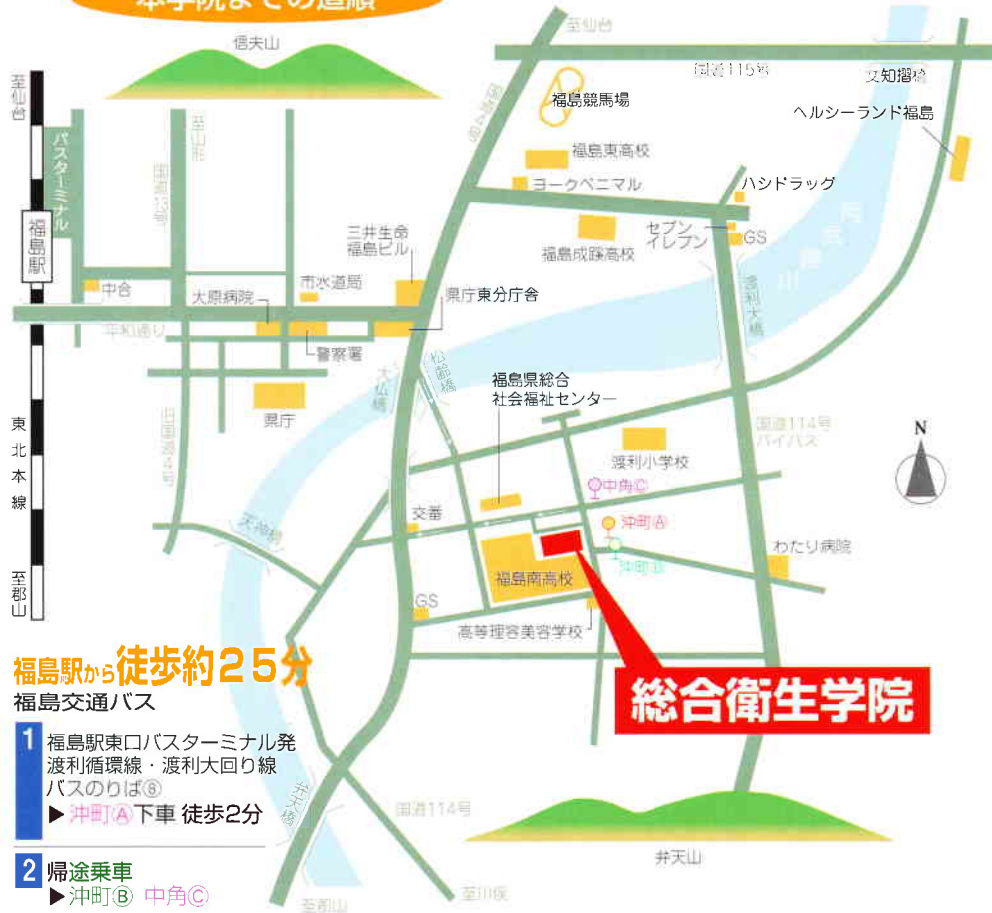 本学院までの道順
信夫山
至仙台
国道115号
文知摺橋
至仙台
国道4号
福島競馬場
ヘルシーランド福島
バスターミナル
至山形
国道13号
福島東高校
ヨークベニマル
ハシドラッグ
福島駅
三井生命
福島ビル
セブン
イレブン
GS
福島成蹊高校
阿武隈川
中合
市水道局
大原病院
県庁東分庁舎
渡利大橋
平和通り
警察署
松齢橋
大仏橋
福島県総合
社会福祉センター
県庁
東北本線
旧国道4号
国道114号
バイパス
N
渡利小学校
中角Ⓒ
交番
沖町Ⓐ
天神橋
わたり病院
沖町Ⓑ
福島南高校
至郡山
GS
高等理容美容学校
福島駅から徒歩約25分
総合衛生学院
福島交通バス
1 福島駅東口バスターミナル発
渡利循環線・渡利大回り線
バスのりば⑧
▶沖町Ⓐ下車 徒歩2分
弁天橋
国道114号
弁天山
2 帰途乗車
▶沖町Ⓑ 中角Ⓒ
至郡山
至川俣